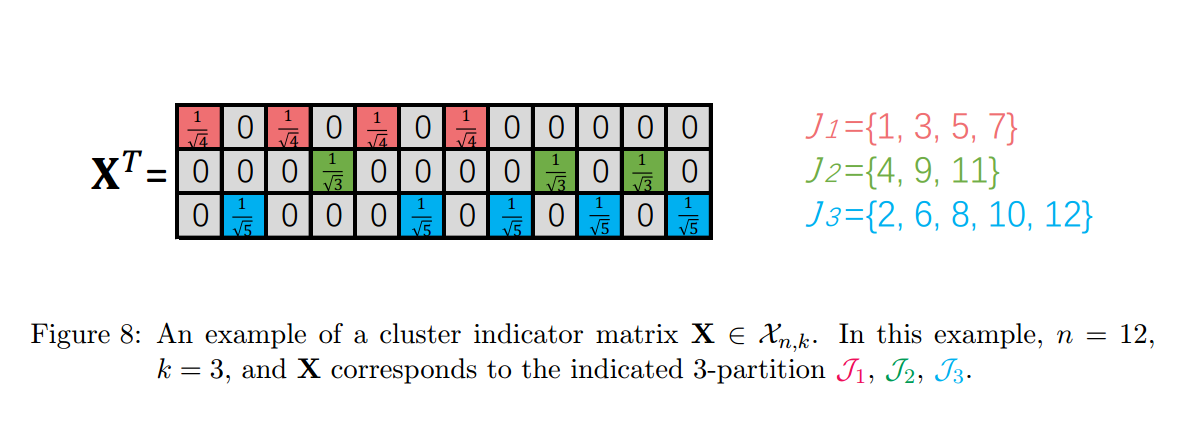 X^T = 1/√4 0 1/√4 0 1/√4 0 1/√4 0 0 0 0 0
0 0 0 1/√3 0 0 0 0 1/√3 0 1/√3 0
0 1/√5 0 0 0 1/√5 0 1/√5 0 1/√5 0 1/√5
J1={1, 3, 5, 7}
J2={4, 9, 11}
J3={2, 6, 8, 10, 12}
Figure 8: An example of a cluster indicator matrix X ∈ 𝒳n,k. In this example, n = 12,
k = 3, and X corresponds to the indicated 3-partition 𝒥1, 𝒥2, 𝒥3.